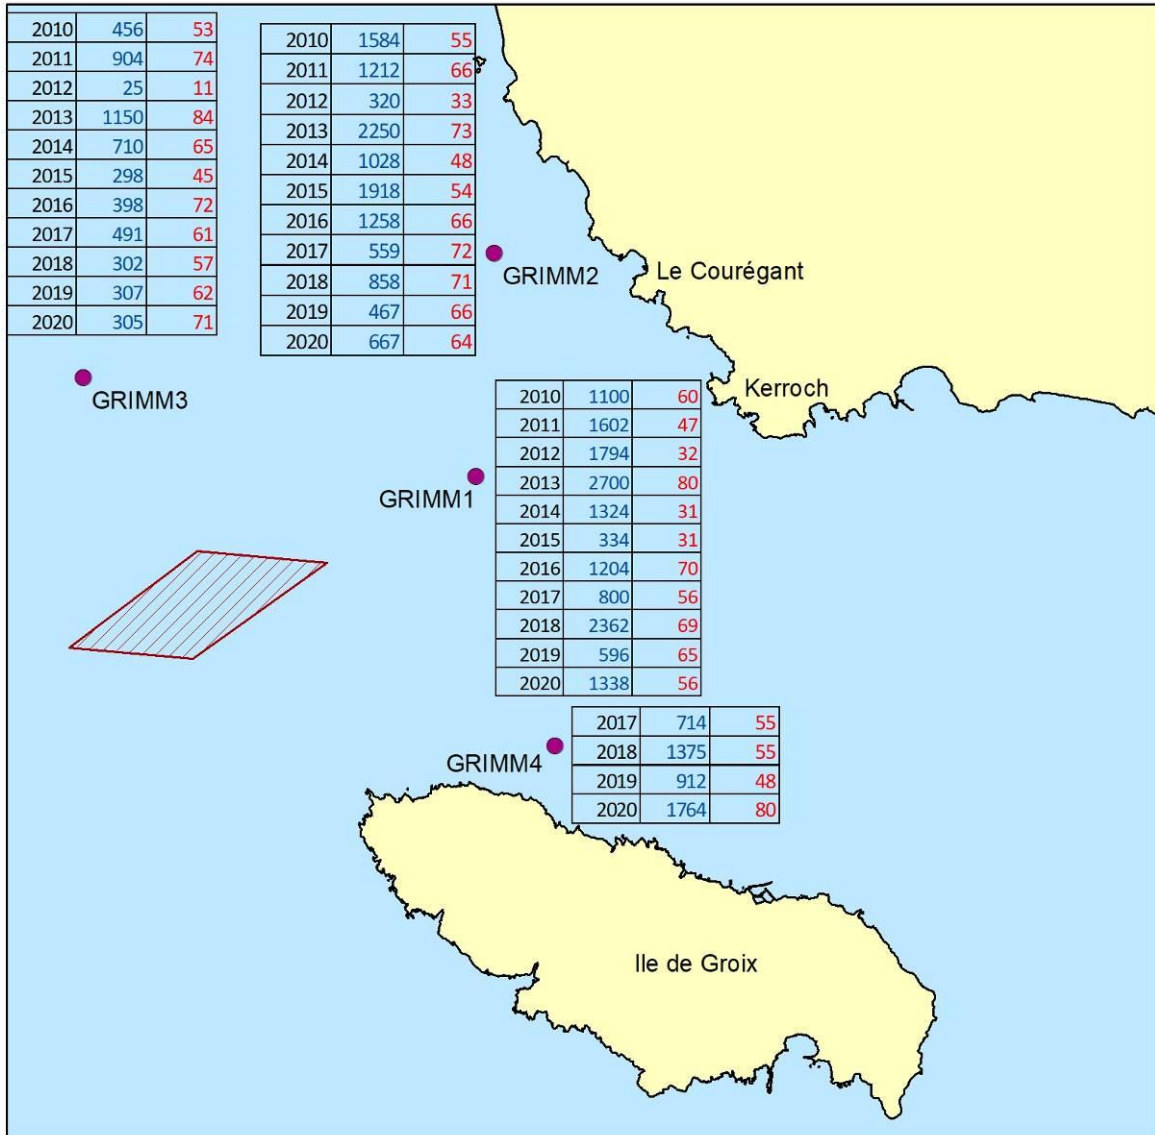 2010 456 53
2011 904 74
2012 25 11
2013 1150 84
2014 710 65
2015 298 45
2016 398 72
2017 491 61
2018 302 57
2019 307 62
2020 305 71
GRIMM3
2010 1584 55
2011 1212 66
2012 320 33
2013 2250 73
2014 1028 48
2015 1918 54
2016 1258 66
2017 559 72
2018 858 71
2019 467 66
2020 667 64
GRIMM2
Le Courégant
Kerroch
2010 1100 60
2011 1602 47
2012 1794 32
2013 2700 80
2014 1324 31
2015 334 31
2016 1204 70
2017 800 56
2018 2362 69
2019 596 65
2020 1338 56
GRIMM1
2017 714 55
2018 1375 55
2019 912 48
2020 1764 80
GRIMM4
Ile de Groix